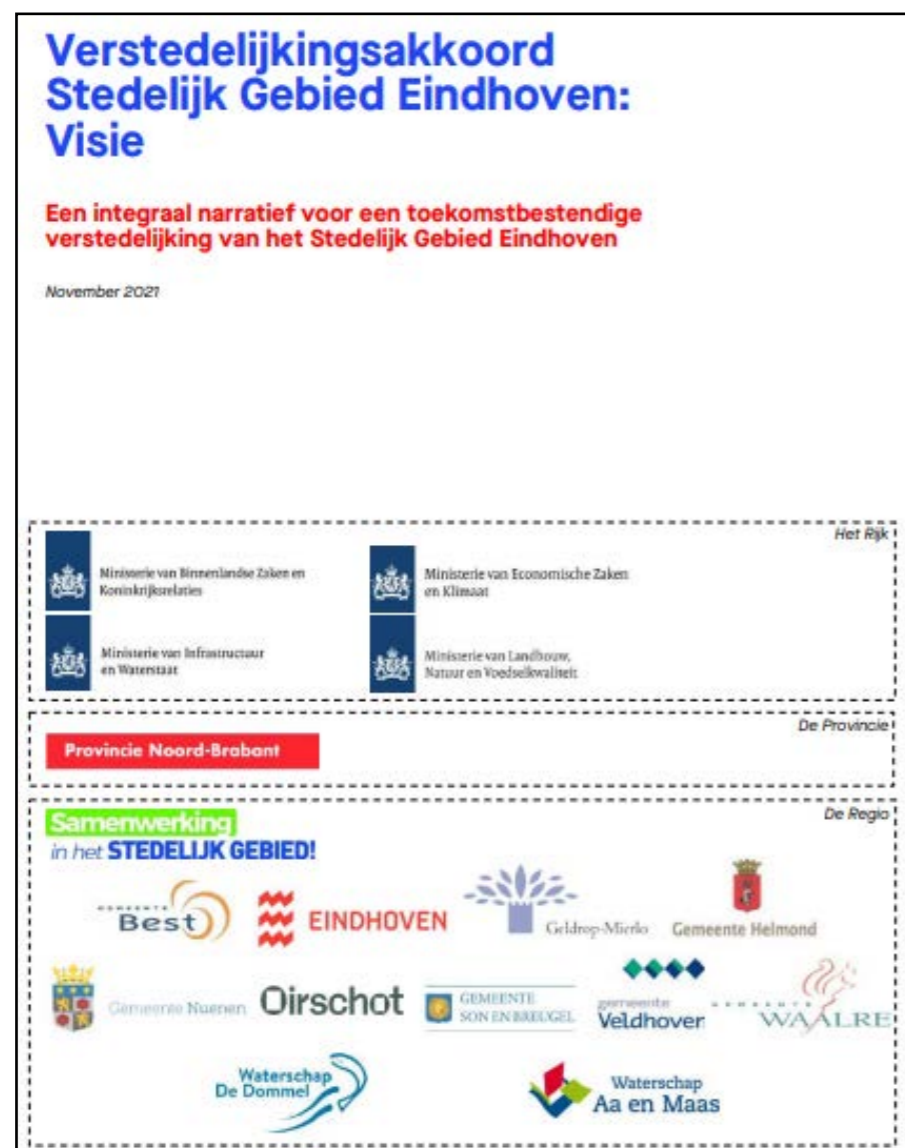 Verstedelijkingsakkoord
Stedelijk Gebied Eindhoven:
Visie
Een integraal narratief voor een toekomstbestendige
verstedelijking van het Stedelijk Gebied Eindhoven
November 2021
Het Rijk
Ministerie van Binnenlandse Zaken en
Koninkrijksrelaties
Ministerie van Economische Zaken
en Klimaat
Ministerie van Infrastructuur
en Waterstaat
Ministerie van Landbouw,
Natuur en Voedselkwaliteit
De Provincie
Provincie Noord-Brabant
De Regio
Samenwerking
in het STEDELIJK GEBIED!
GEMEENTE
Best
EINDHOVEN
Geldrop-Mierlo
Gemeente Helmond
Gemeente Nuenen
Oirschot
GEMEENTE
SON EN BREUGEL
gemeente
Veldhoven
GEMEENTE
WAALRE
Waterschap
De Dommel
Waterschap
Aa en Maas